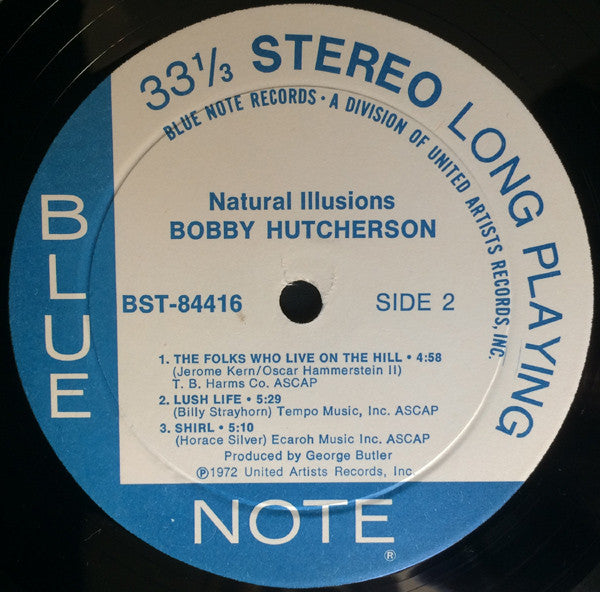 33⅓ STEREO LONG PLAYING
BLUE NOTE RECORDS • A DIVISION OF UNITED ARTISTS RECORDS, INC.
Natural Illusions
BOBBY HUTCHERSON
BST-84416
SIDE 2
1. THE FOLKS WHO LIVE ON THE HILL • 4:58
(Jerome Kern/Oscar Hammerstein II)
T. B. Harms Co. ASCAP
2. LUSH LIFE • 5:29
(Billy Strayhorn) Tempo Music, Inc. ASCAP
3. SHIRL • 5:10
(Horace Silver) Ecaroh Music Inc. ASCAP
Produced by George Butler
℗1972 United Artists Records, Inc
BLUE
NOTE®